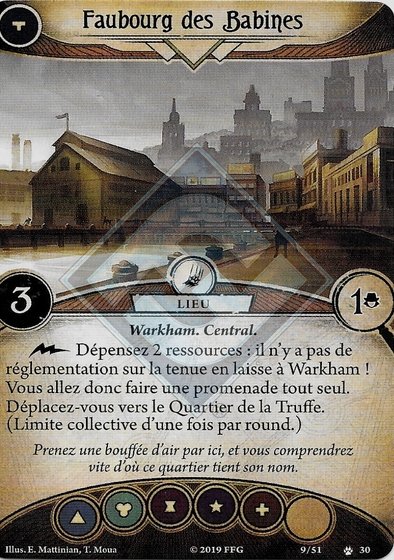 Faubourg des Babines
3
LIEU
1
Warkham. Central.
Dépensez 2 ressources : il n'y a pas de
réglementation sur la tenue en laisse à Warkham !
Vous allez donc faire une promenade tout seul.
Déplacez-vous vers le Quartier de la Truffe.
(Limite collective d'une fois par round.)
Prenez une bouffée d'air par ici, et vous comprendrez
vite d'où ce quartier tient son nom.
Illus. E. Mattinian, T. Moua © 2019 FFG 9/51 30